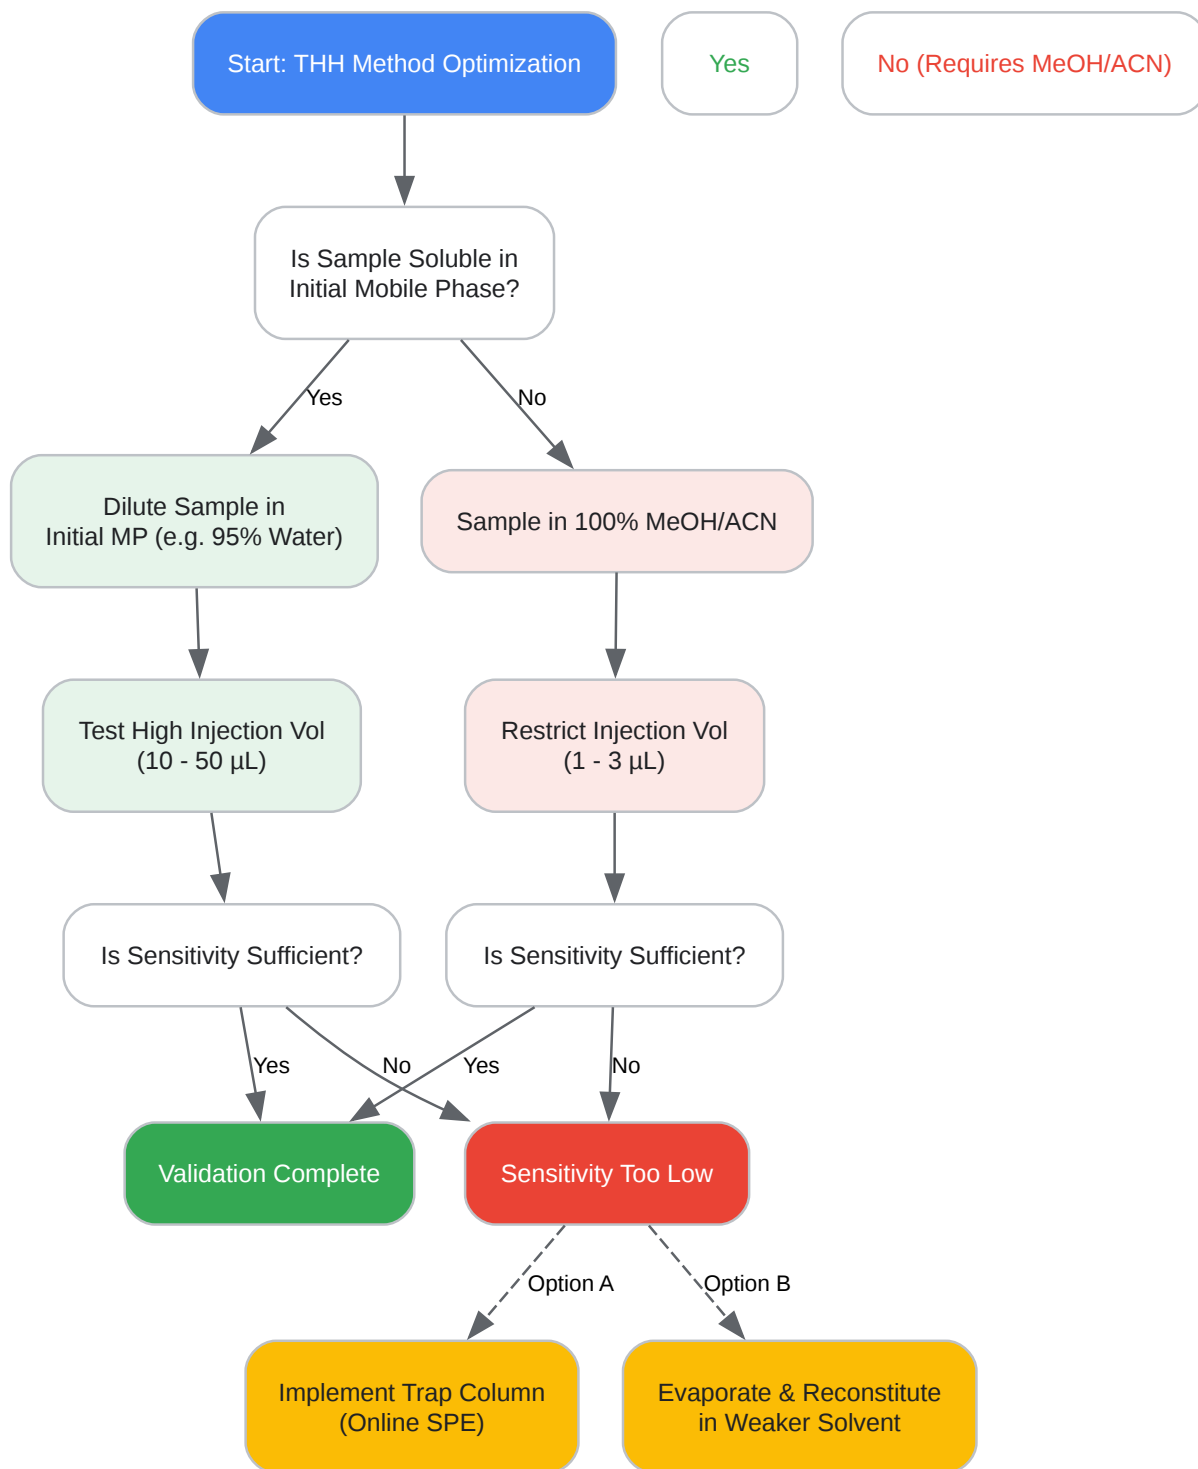 Start: THH Method Optimization
Yes
No (Requires MeOH/ACN)
Is Sample Soluble in
Initial Mobile Phase?
Yes
No
Dilute Sample in
Initial MP (e.g. 95% Water)
Sample in 100% MeOH/ACN
Test High Injection Vol
(10 - 50 µL)
Restrict Injection Vol
(1 - 3 µL)
Is Sensitivity Sufficient?
Is Sensitivity Sufficient?
Yes
No
Yes
No
Validation Complete
Sensitivity Too Low
Option A
Option B
Implement Trap Column
(Online SPE)
Evaporate & Reconstitute
in Weaker Solvent